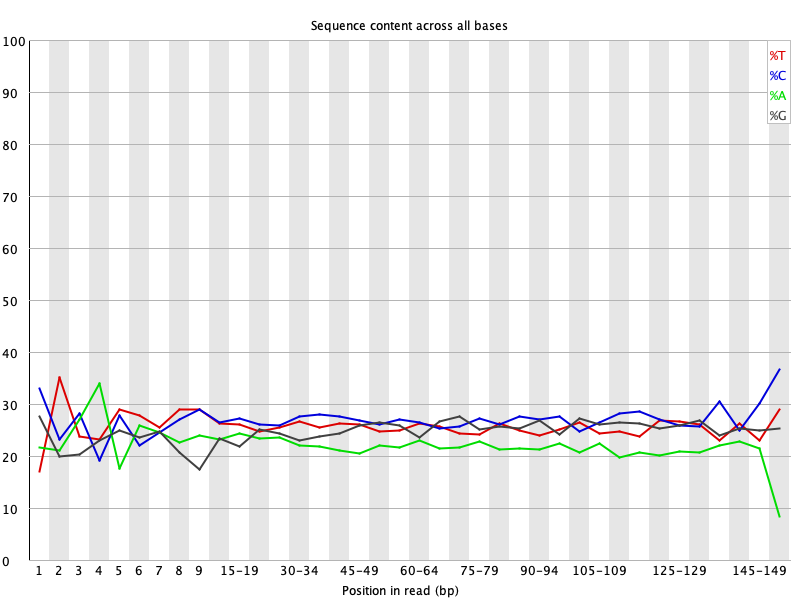 Sequence content across all bases
100
90
80
70
60
50
40
30
20
10
0
%T
%C
%A
%G
1 2 3 4 5 6 7 8 9 15-19 30-34 45-49 60-64 75-79 90-94 105-109 125-129 145-149
Position in read (bp)